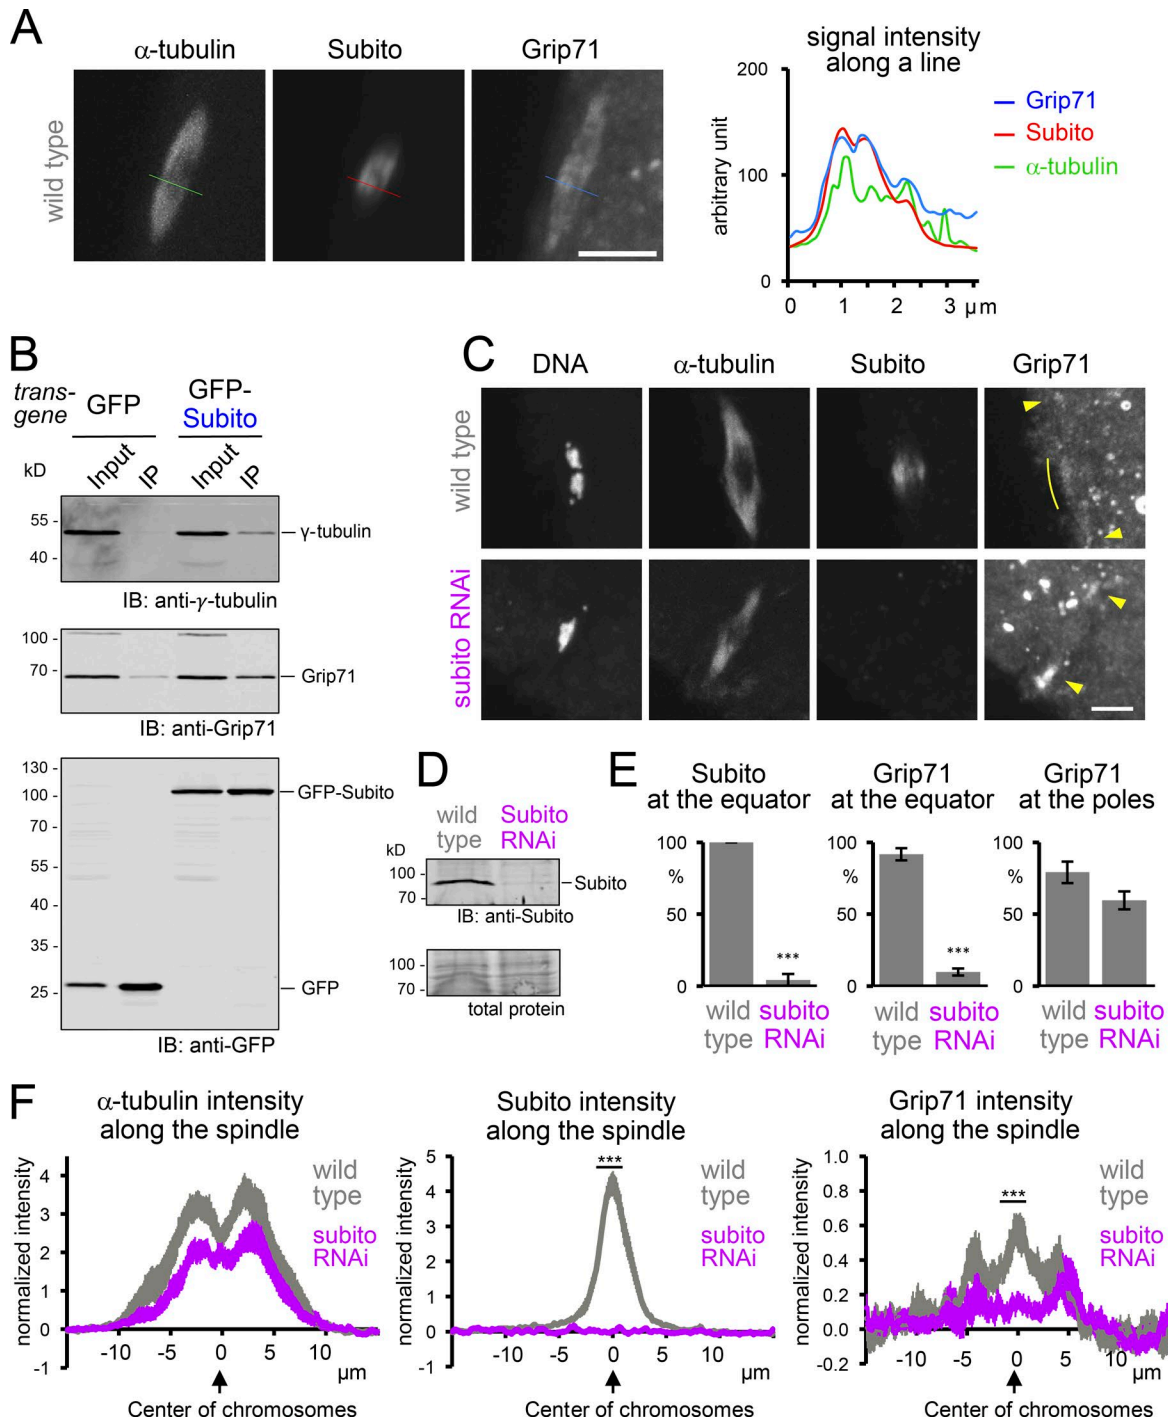 A
α-tubulin
Subito
Grip71
wild type
signal intensity
along a line
200
100
0
arbitrary unit
0 1 2 3 μm
Grip71
Subito
α-tubulin
B
trans-
gene
GFP
GFP-
Subito
Input
IP
Input
IP
kD
55 -
40 -
γ-tubulin
IB: anti-γ-tubulin
100 -
70 -
Grip71
IB: anti-Grip71
130 -
100 -
70 -
55 -
40 -
35 -
25 -
GFP-Subito
GFP
IB: anti-GFP
C
DNA
α-tubulin
Subito
Grip71
wild type
subito RNAi
D
wild
type
Subito
RNAi
kD
100 -
70 -
Subito
IB: anti-Subito
100 -
70 -
total protein
E
Subito
at the equator
100
%
50
0
***
wild
type
subito
RNAi
Grip71
at the equator
100
%
50
0
***
wild
type
subito
RNAi
Grip71
at the poles
100
%
50
0
wild
type
subito
RNAi
F
α-tubulin intensity
along the spindle
normalized intensity
4
3
2
1
0
-1
wild
type
subito
RNAi
-10 -5 0 5 10
μm
Center of chromosomes
Subito intensity
along the spindle
normalized intensity
5
4
3
2
1
0
-1
***
wild
type
subito
RNAi
-10 -5 0 5 10
μm
Center of chromosomes
Grip71 intensity
along the spindle
normalized intensity
1.0
0.8
0.6
0.4
0.2
0.0
-0.2
***
wild
type
subito
RNAi
-10 -5 0 5 10
μm
Center of chromosomes